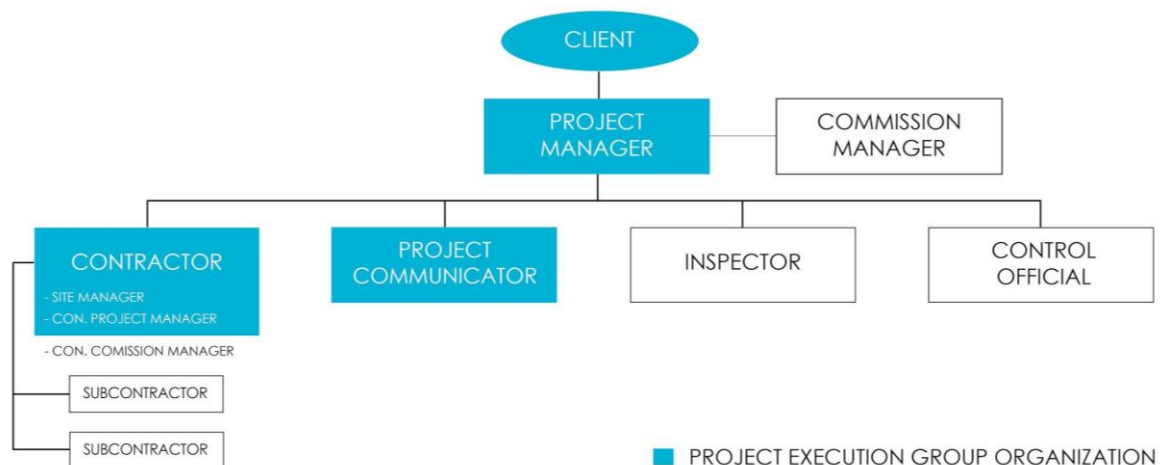 CLIENT
PROJECT
MANAGER
COMMISSION
MANAGER
CONTRACTOR
- SITE MANAGER
- CON. PROJECT MANAGER
- CON. COMISSION MANAGER
SUBCONTRACTOR
SUBCONTRACTOR
PROJECT
COMMUNICATOR
INSPECTOR
CONTROL
OFFICIAL
PROJECT EXECUTION GROUP ORGANIZATION